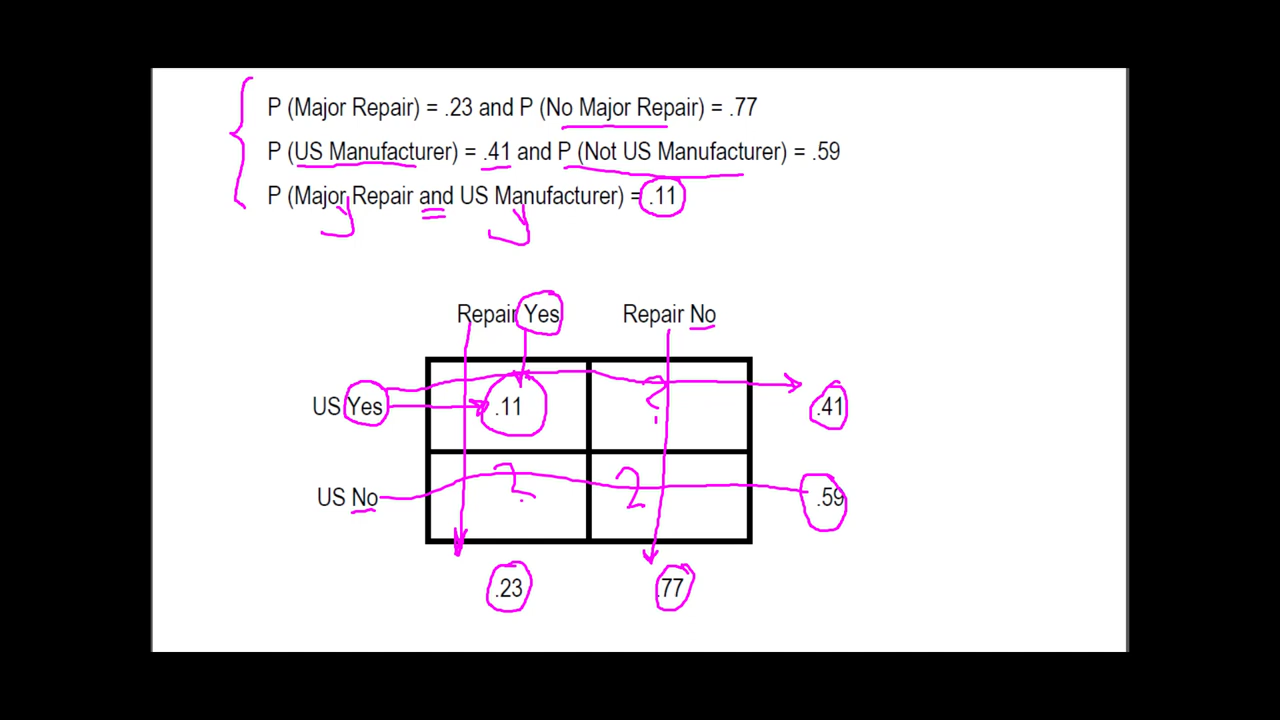 P (Major Repair) = .23 and P (No Major Repair) = .77
P (US Manufacturer) = .41 and P (Not US Manufacturer) = .59
P (Major Repair and US Manufacturer) = .11
y = y
Repair Yes Repair No
US Yes .11 ? .41
US No ? ? .59
.23 .77